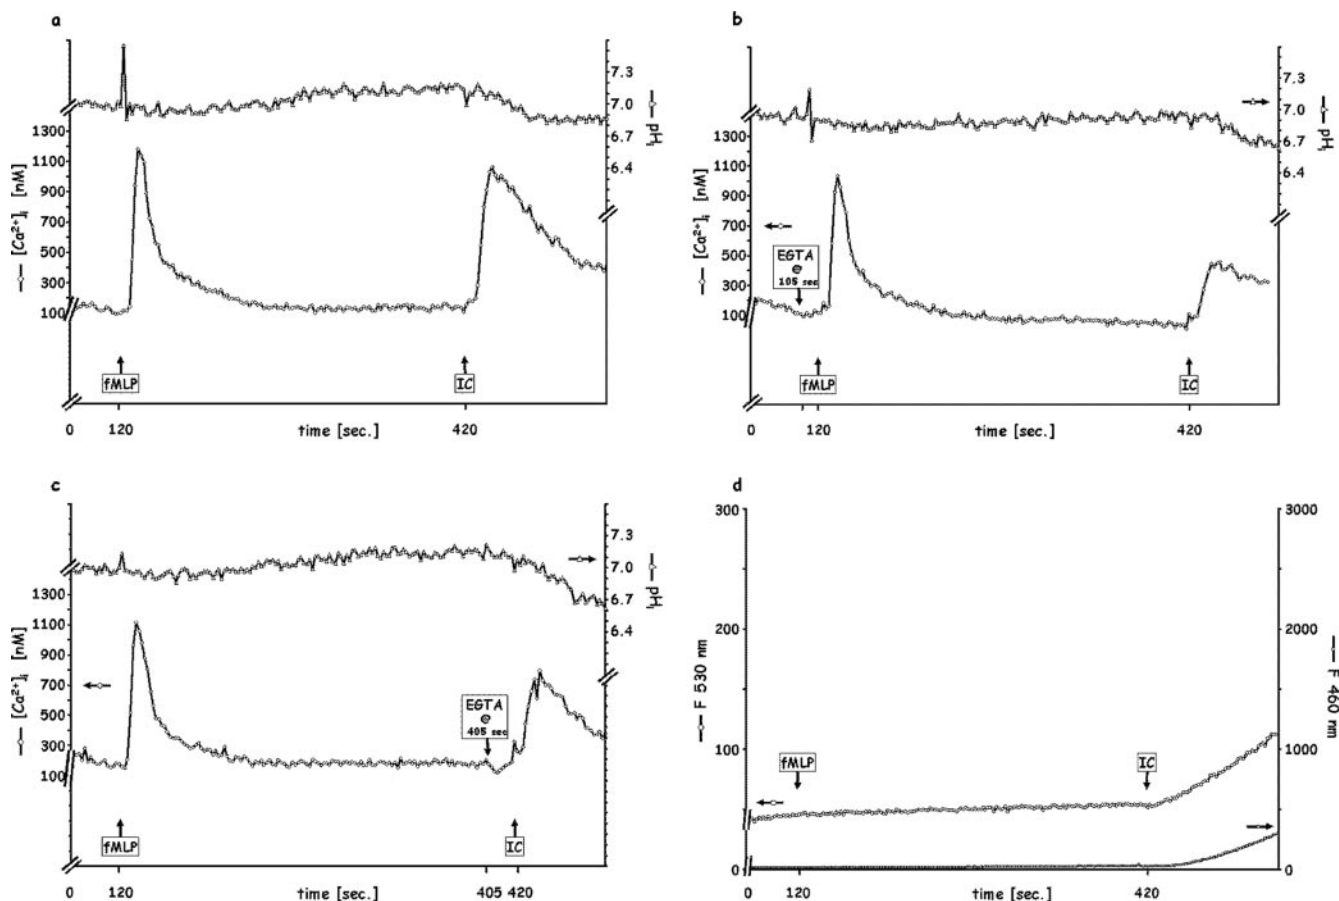 a
7.3
7.0
6.7
6.4
pHi
1300
1100
900
700
500
300
100
[Ca2+]i [nM]
fMLP
IC
0
120
time [sec.]
420
b
7.3
7.0
6.7
6.4
pHi
1300
1100
900
700
500
300
100
[Ca2+]i [nM]
EGTA
@
105 sec
fMLP
IC
0
120
time [sec.]
420
c
7.3
7.0
6.7
6.4
pHi
1300
1100
900
700
500
300
100
[Ca2+]i [nM]
EGTA
@
405 sec
fMLP
IC
0
120
time [sec.]
405 420
d
300
200
100
0
F 530 nm
3000
2000
1000
0
F 460 nm
fMLP
IC
0
120
time [sec.]
420